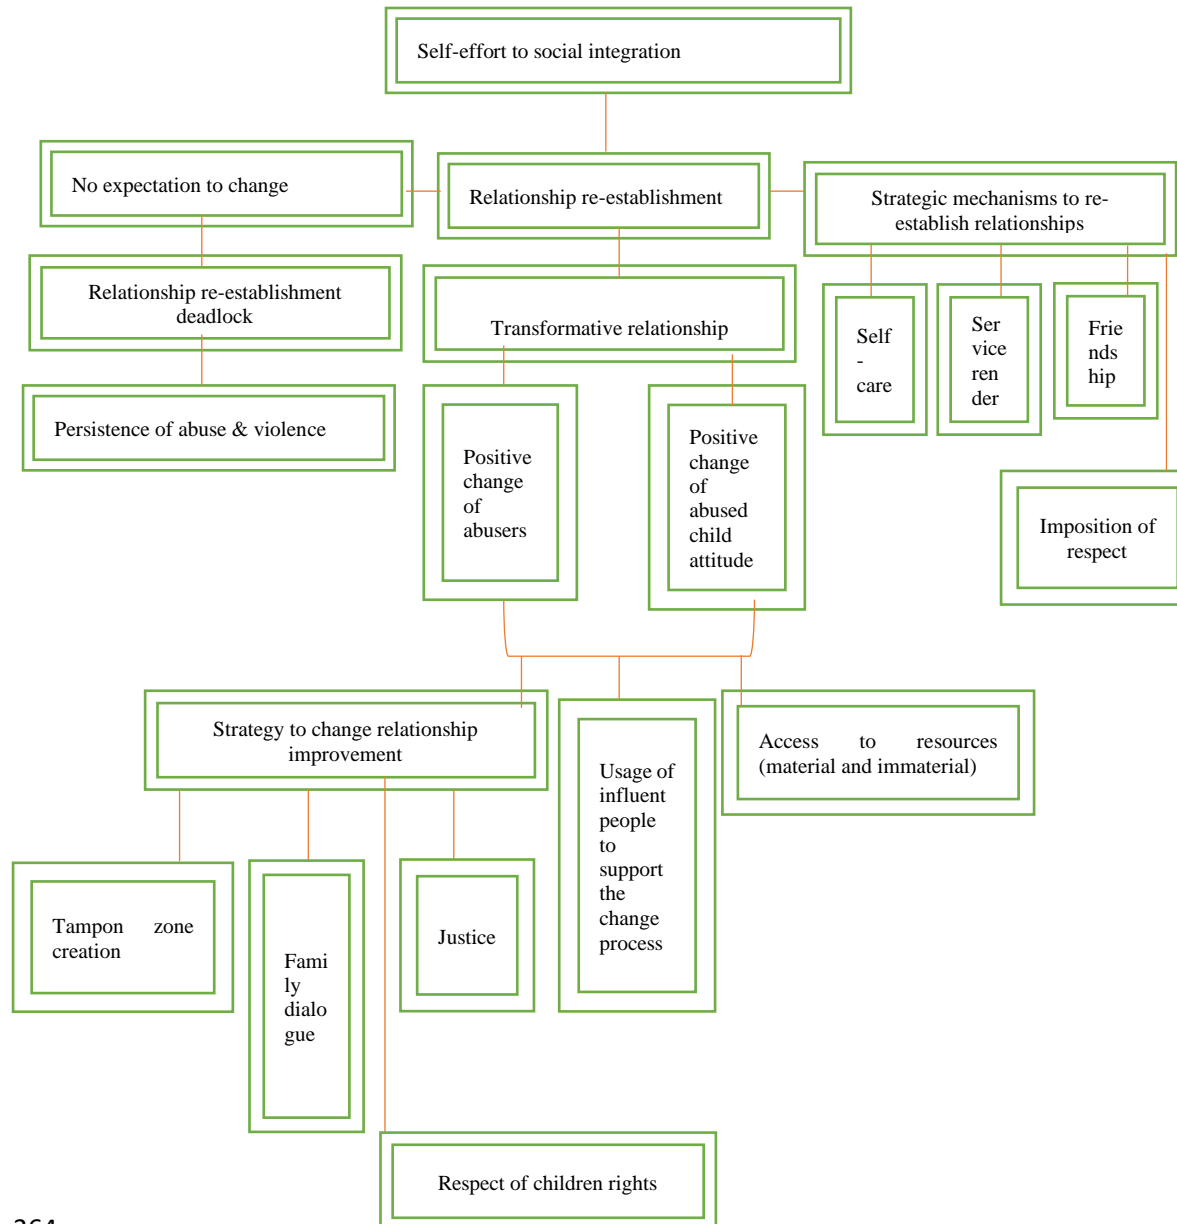 Self-effort to social integration
No expectation to change
Relationship re-establishment
Strategic mechanisms to re-
establish relationships
Relationship re-establishment
deadlock
Transformative relationship
Self
-
care
Ser
vice
ren
der
Frie
nds
hip
Persistence of abuse & violence
Positive
change
of
abusers
Positive
change
of
abused
child
attitude
Imposition of
respect
Strategy to change relationship
improvement
Usage of
influent
people
to
support
the
change
process
Access to resources
(material and immaterial)
Tampon zone
creation
Fami
ly
dialo
gue
Justice
Respect of children rights